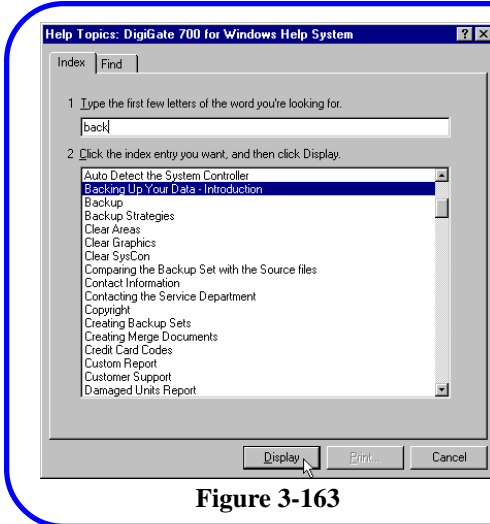 Help Topics: DigiGate 700 for Windows Help System
Index Find
1 Type the first few letters of the word you're looking for.
back
2 Click the index entry you want, and then click Display.
Auto Detect the System Controller
Backing Up Your Data - Introduction
Backup
Backup Strategies
Clear Areas
Clear Graphics
Clear SysCon
Comparing the Backup Set with the Source files
Contact Information
Contacting the Service Department
Copyright
Creating Backup Sets
Creating Merge Documents
Credit Card Codes
Custom Report
Customer Support
Damaged Units Report
Display Print... Cancel
Figure 3-163